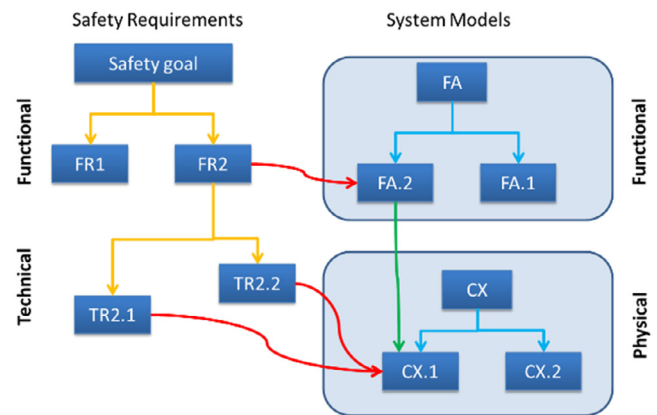 Safety Requirements
System Models
Functional
Safety goal
FR1
FR2
FA
FA.2
FA.1
Functional
Technical
TR2.1
TR2.2
CX
CX.1
CX.2
Physical